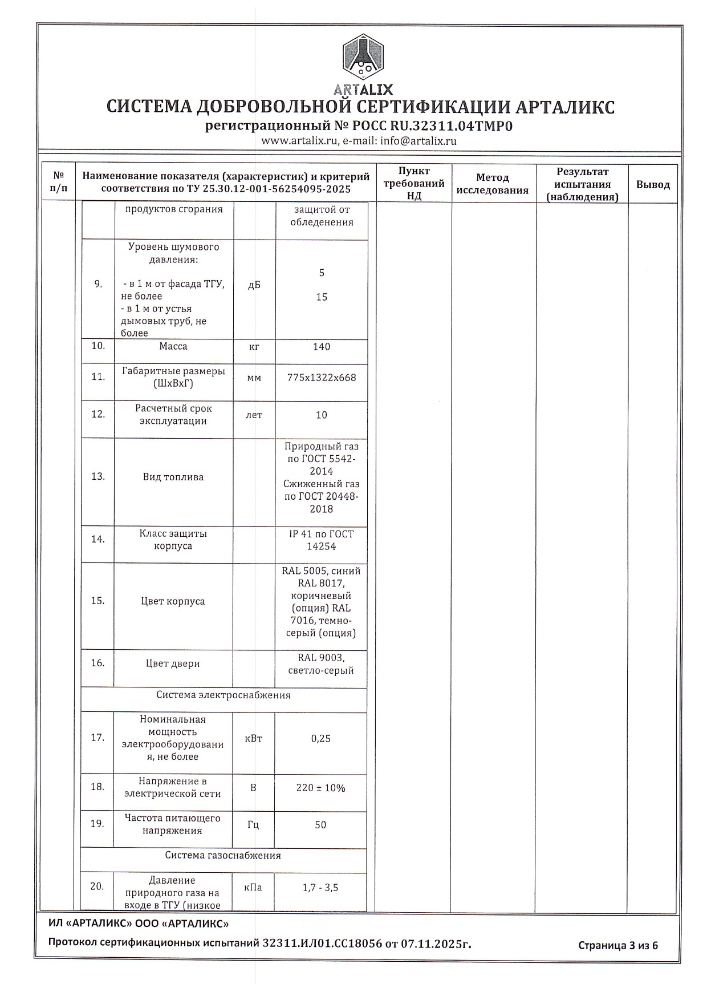 ARTALIX
СИСТЕМА ДОБРОВОЛЬНОЙ СЕРТИФИКАЦИИ АРТАЛИКС
регистрационный № РОСС RU.32311.04ТМР0
www.artalix.ru, e-mail: info@artalix.ru
№
п/п
Наименование показателя (характеристик) и критерий
соответствия по ТУ 25.30.12-001-56254095-2025
Пункт
требований
НД
Метод
исследования
Результат
испытания
(наблюдения)
Вывод
продуктов сгорания
защитой от
обледенения
9.
Уровень шумового
давления:
- в 1 м от фасада ТГУ,
не более
- в 1 м от устья
дымовых труб, не
более
дБ
5
15
10.
Масса
кг
140
11.
Габаритные размеры
(ШхВхГ)
мм
775х1322х668
12.
Расчетный срок
эксплуатации
лет
10
13.
Вид топлива
Природный газ
по ГОСТ 5542-
2014
Сжиженный газ
по ГОСТ 20448-
2018
14.
Класс защиты
корпуса
IP 41 по ГОСТ
14254
15.
Цвет корпуса
RAL 5005, синий
RAL 8017,
коричневый
(опция) RAL
7016, темно-
серый (опция)
16.
Цвет двери
RAL 9003,
светло-серый
Система электроснабжения
17.
Номинальная
мощность
электрооборудовани
я, не более
кВт
0,25
18.
Напряжение в
электрической сети
В
220 ± 10%
19.
Частота питающего
напряжения
Гц
50
Система газоснабжения
20.
Давление
природного газа на
входе в ТГУ (низкое
кПа
1,7 - 3,5
ИЛ «АРТАЛИКС» ООО «АРТАЛИКС»
Протокол сертификационных испытаний 32311.ИЛ01.СС18056 от 07.11.2025г.
Страница 3 из 6